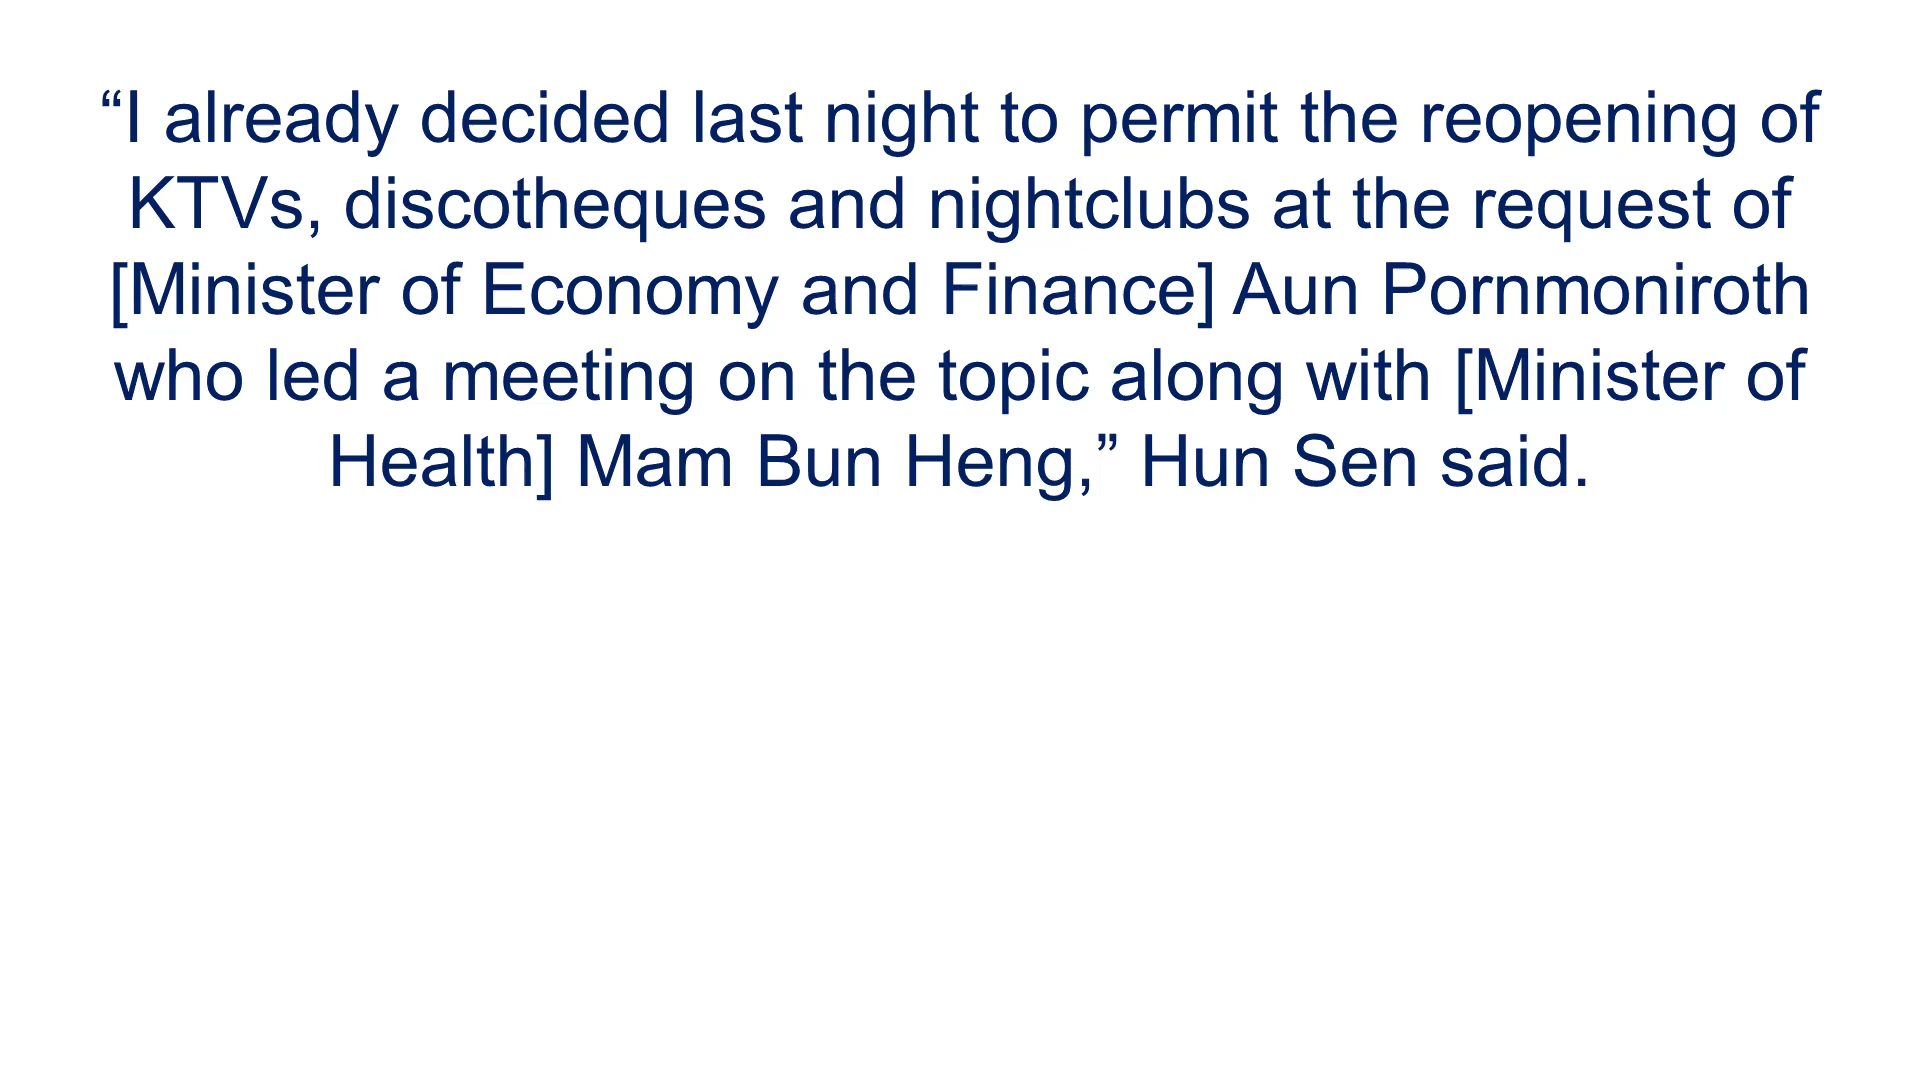 “I already decided last night to permit the reopening of
KTVs, discotheques and nightclubs at the request of
[Minister of Economy and Finance] Aun Pornmoniroth
who led a meeting on the topic along with [Minister of
Health] Mam Bun Heng,” Hun Sen said.